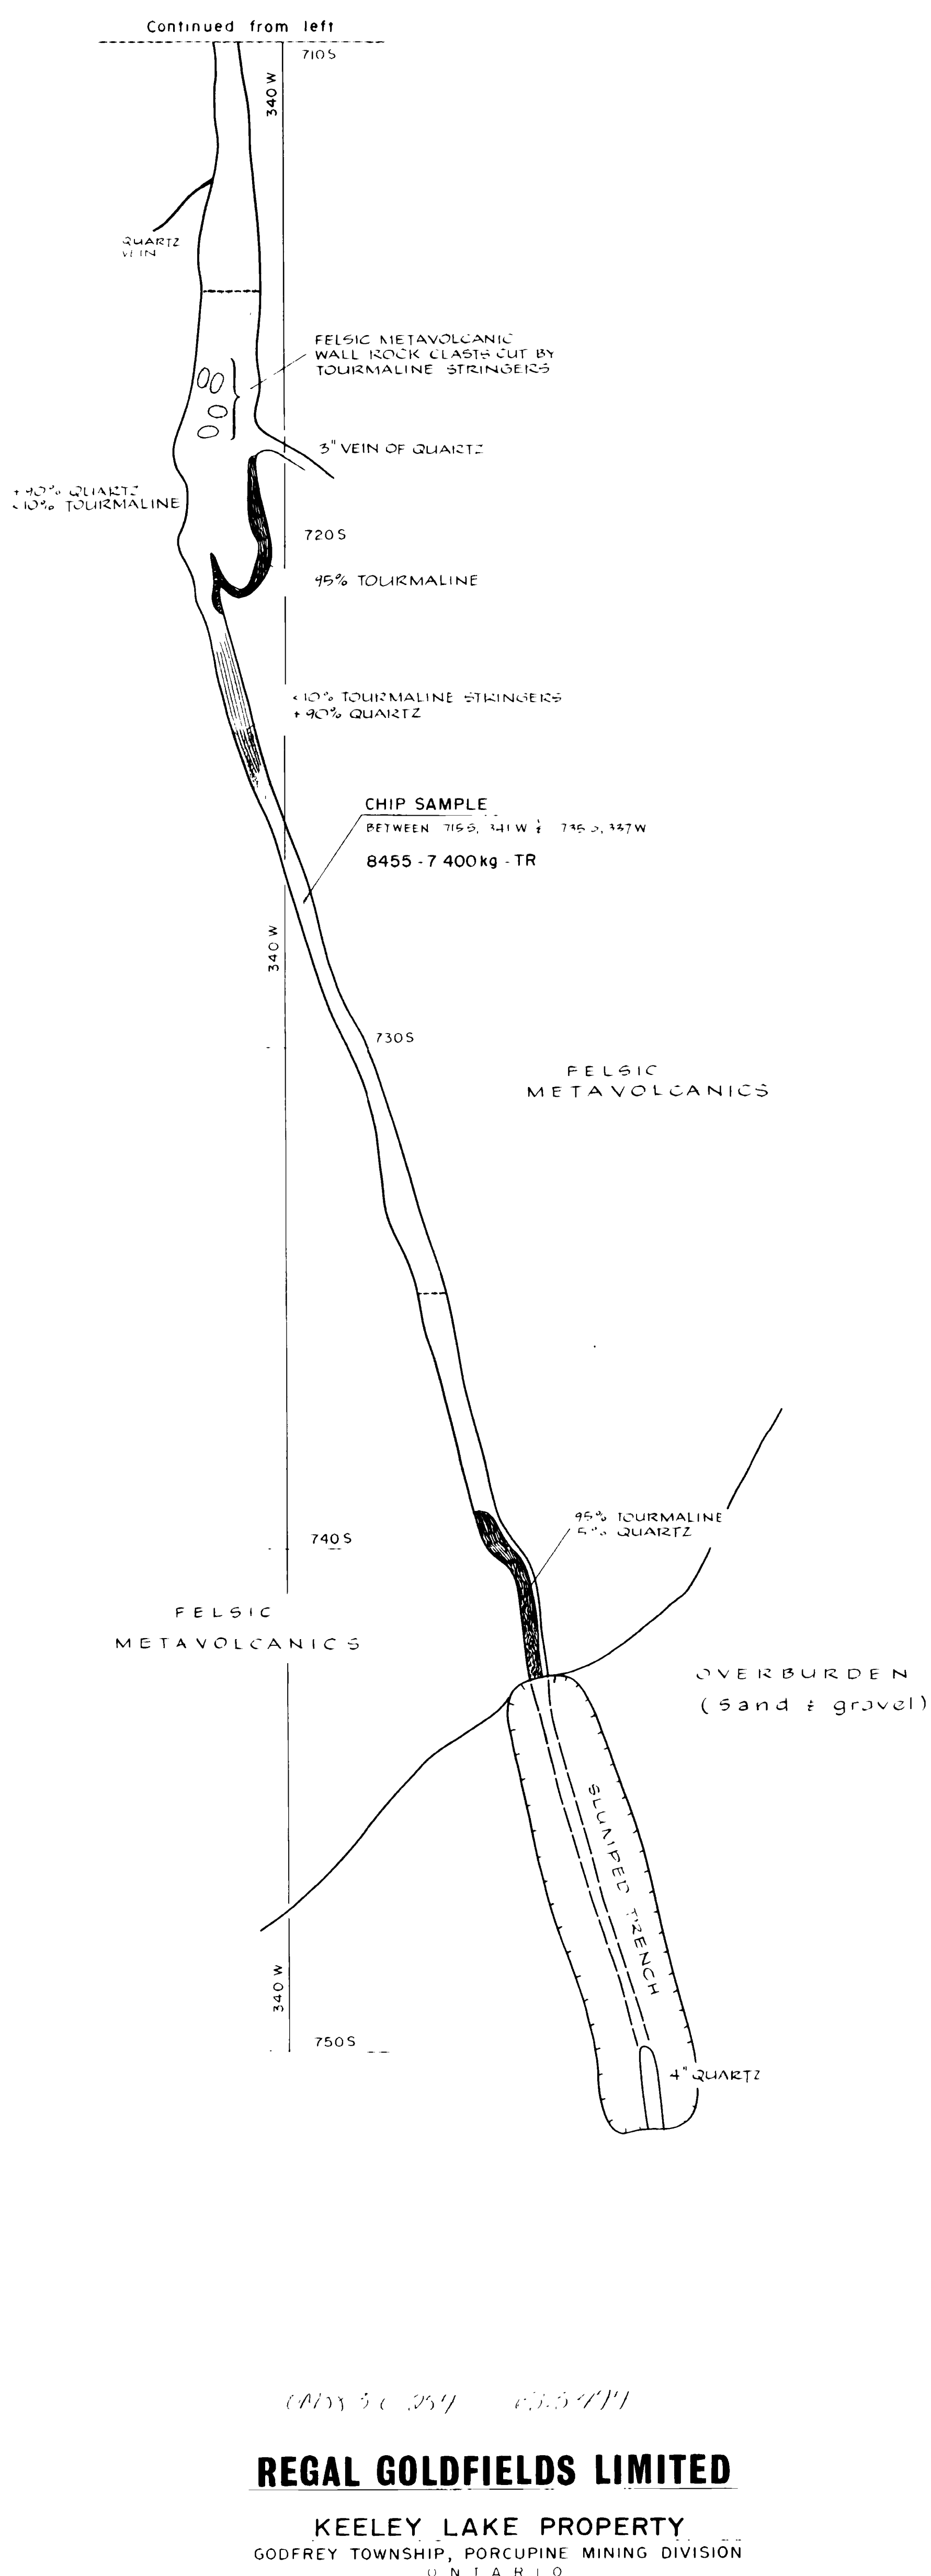 Continued from left
710S
340W
QUARTZ
VEIN
FELSIC METAVOLCANIC
WALL ROCK CLASTS CUT BY
TOURMALINE STRINGERS
3" VEIN OF QUARTZ
+90% QUARTZ
<10% TOURMALINE
720S
95% TOURMALINE
<10% TOURMALINE STRINGERS
+90% QUARTZ
CHIP SAMPLE
BETWEEN 715S, 341W & 735S, 337W
8455-7 400kg - TR
340W
730S
FELSIC
METAVOLCANICS
95% TOURMALINE
5% QUARTZ
740S
FELSIC
METAVOLCANICS
OVERBURDEN
(Sand & gravel)
SLUMPED TRENCH
340W
750S
4" QUARTZ
REGAL GOLDFIELDS LIMITED
KEELEY LAKE PROPERTY
GODFREY TOWNSHIP, PORCUPINE MINING DIVISION
ONTARIO